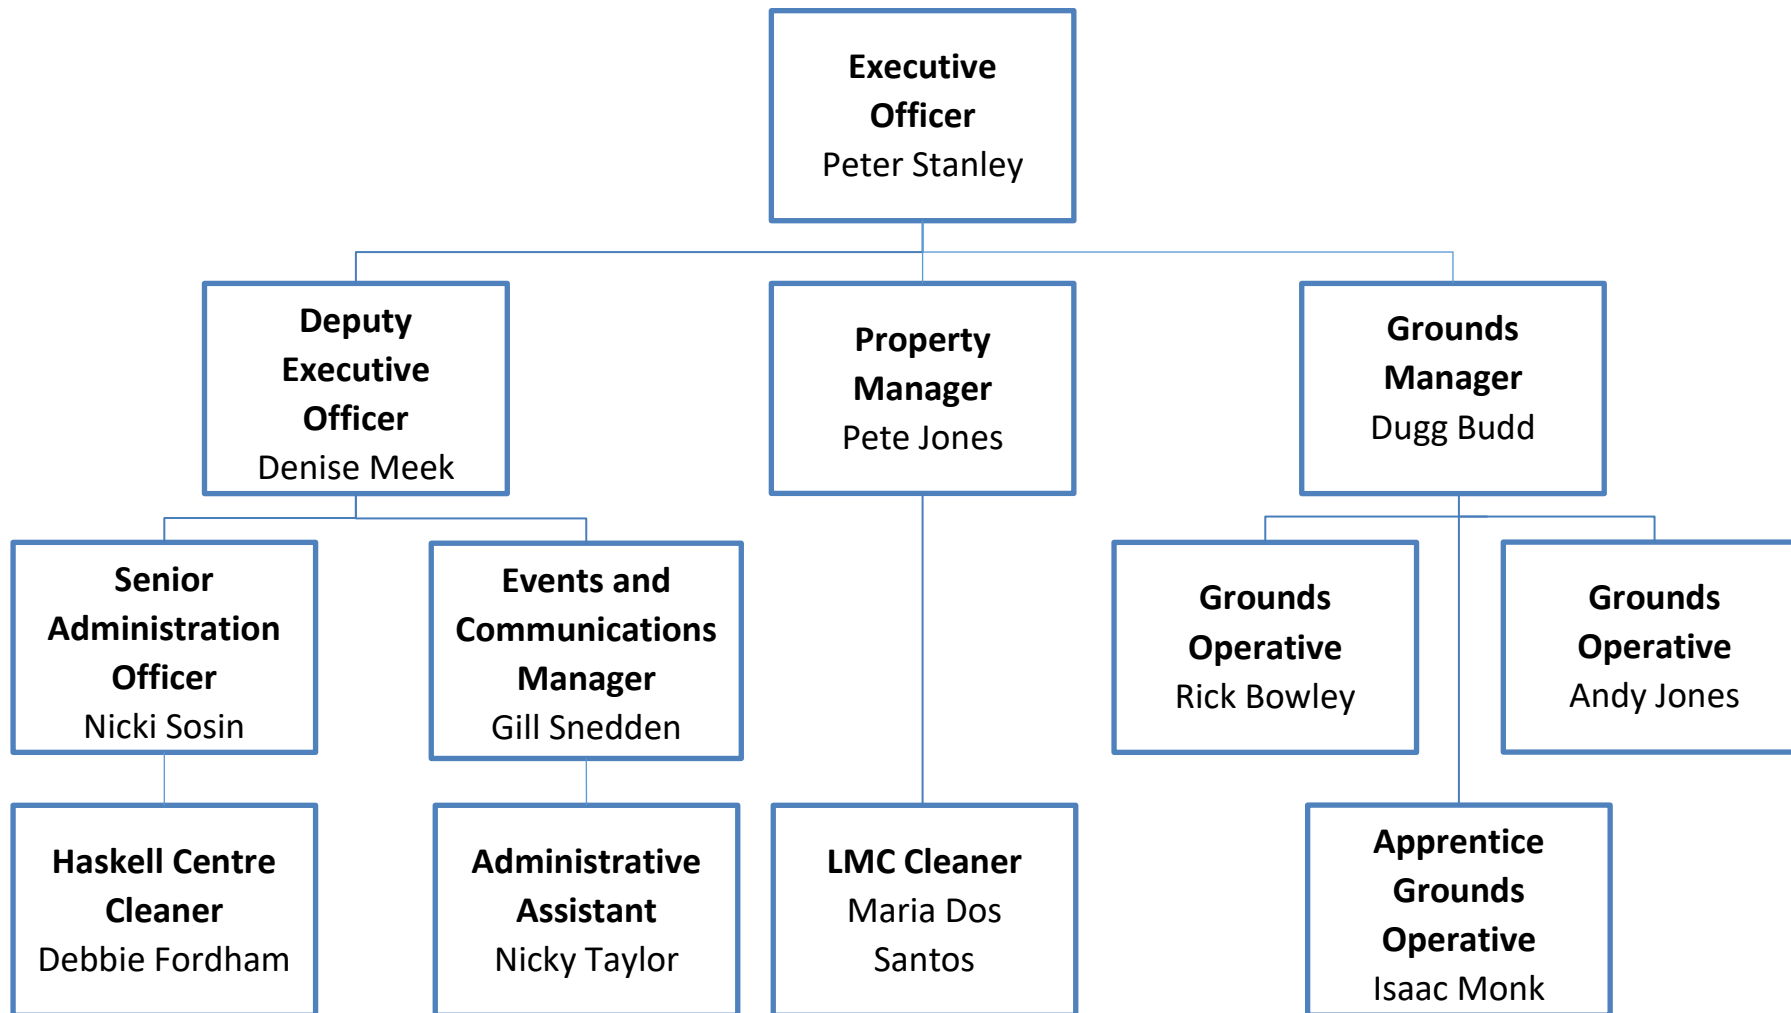 Executive
Officer
Peter Stanley
Deputy
Executive
Officer
Denise Meek
Property
Manager
Pete Jones
Grounds
Manager
Dugg Budd
Senior
Administration
Officer
Nicki Sosin
Events and
Communications
Manager
Gill Snedden
Grounds
Operative
Rick Bowley
Grounds
Operative
Andy Jones
Haskell Centre
Cleaner
Debbie Fordham
Administrative
Assistant
Nicky Taylor
LMC Cleaner
Maria Dos
Santos
Apprentice
Grounds
Operative
Isaac Monk